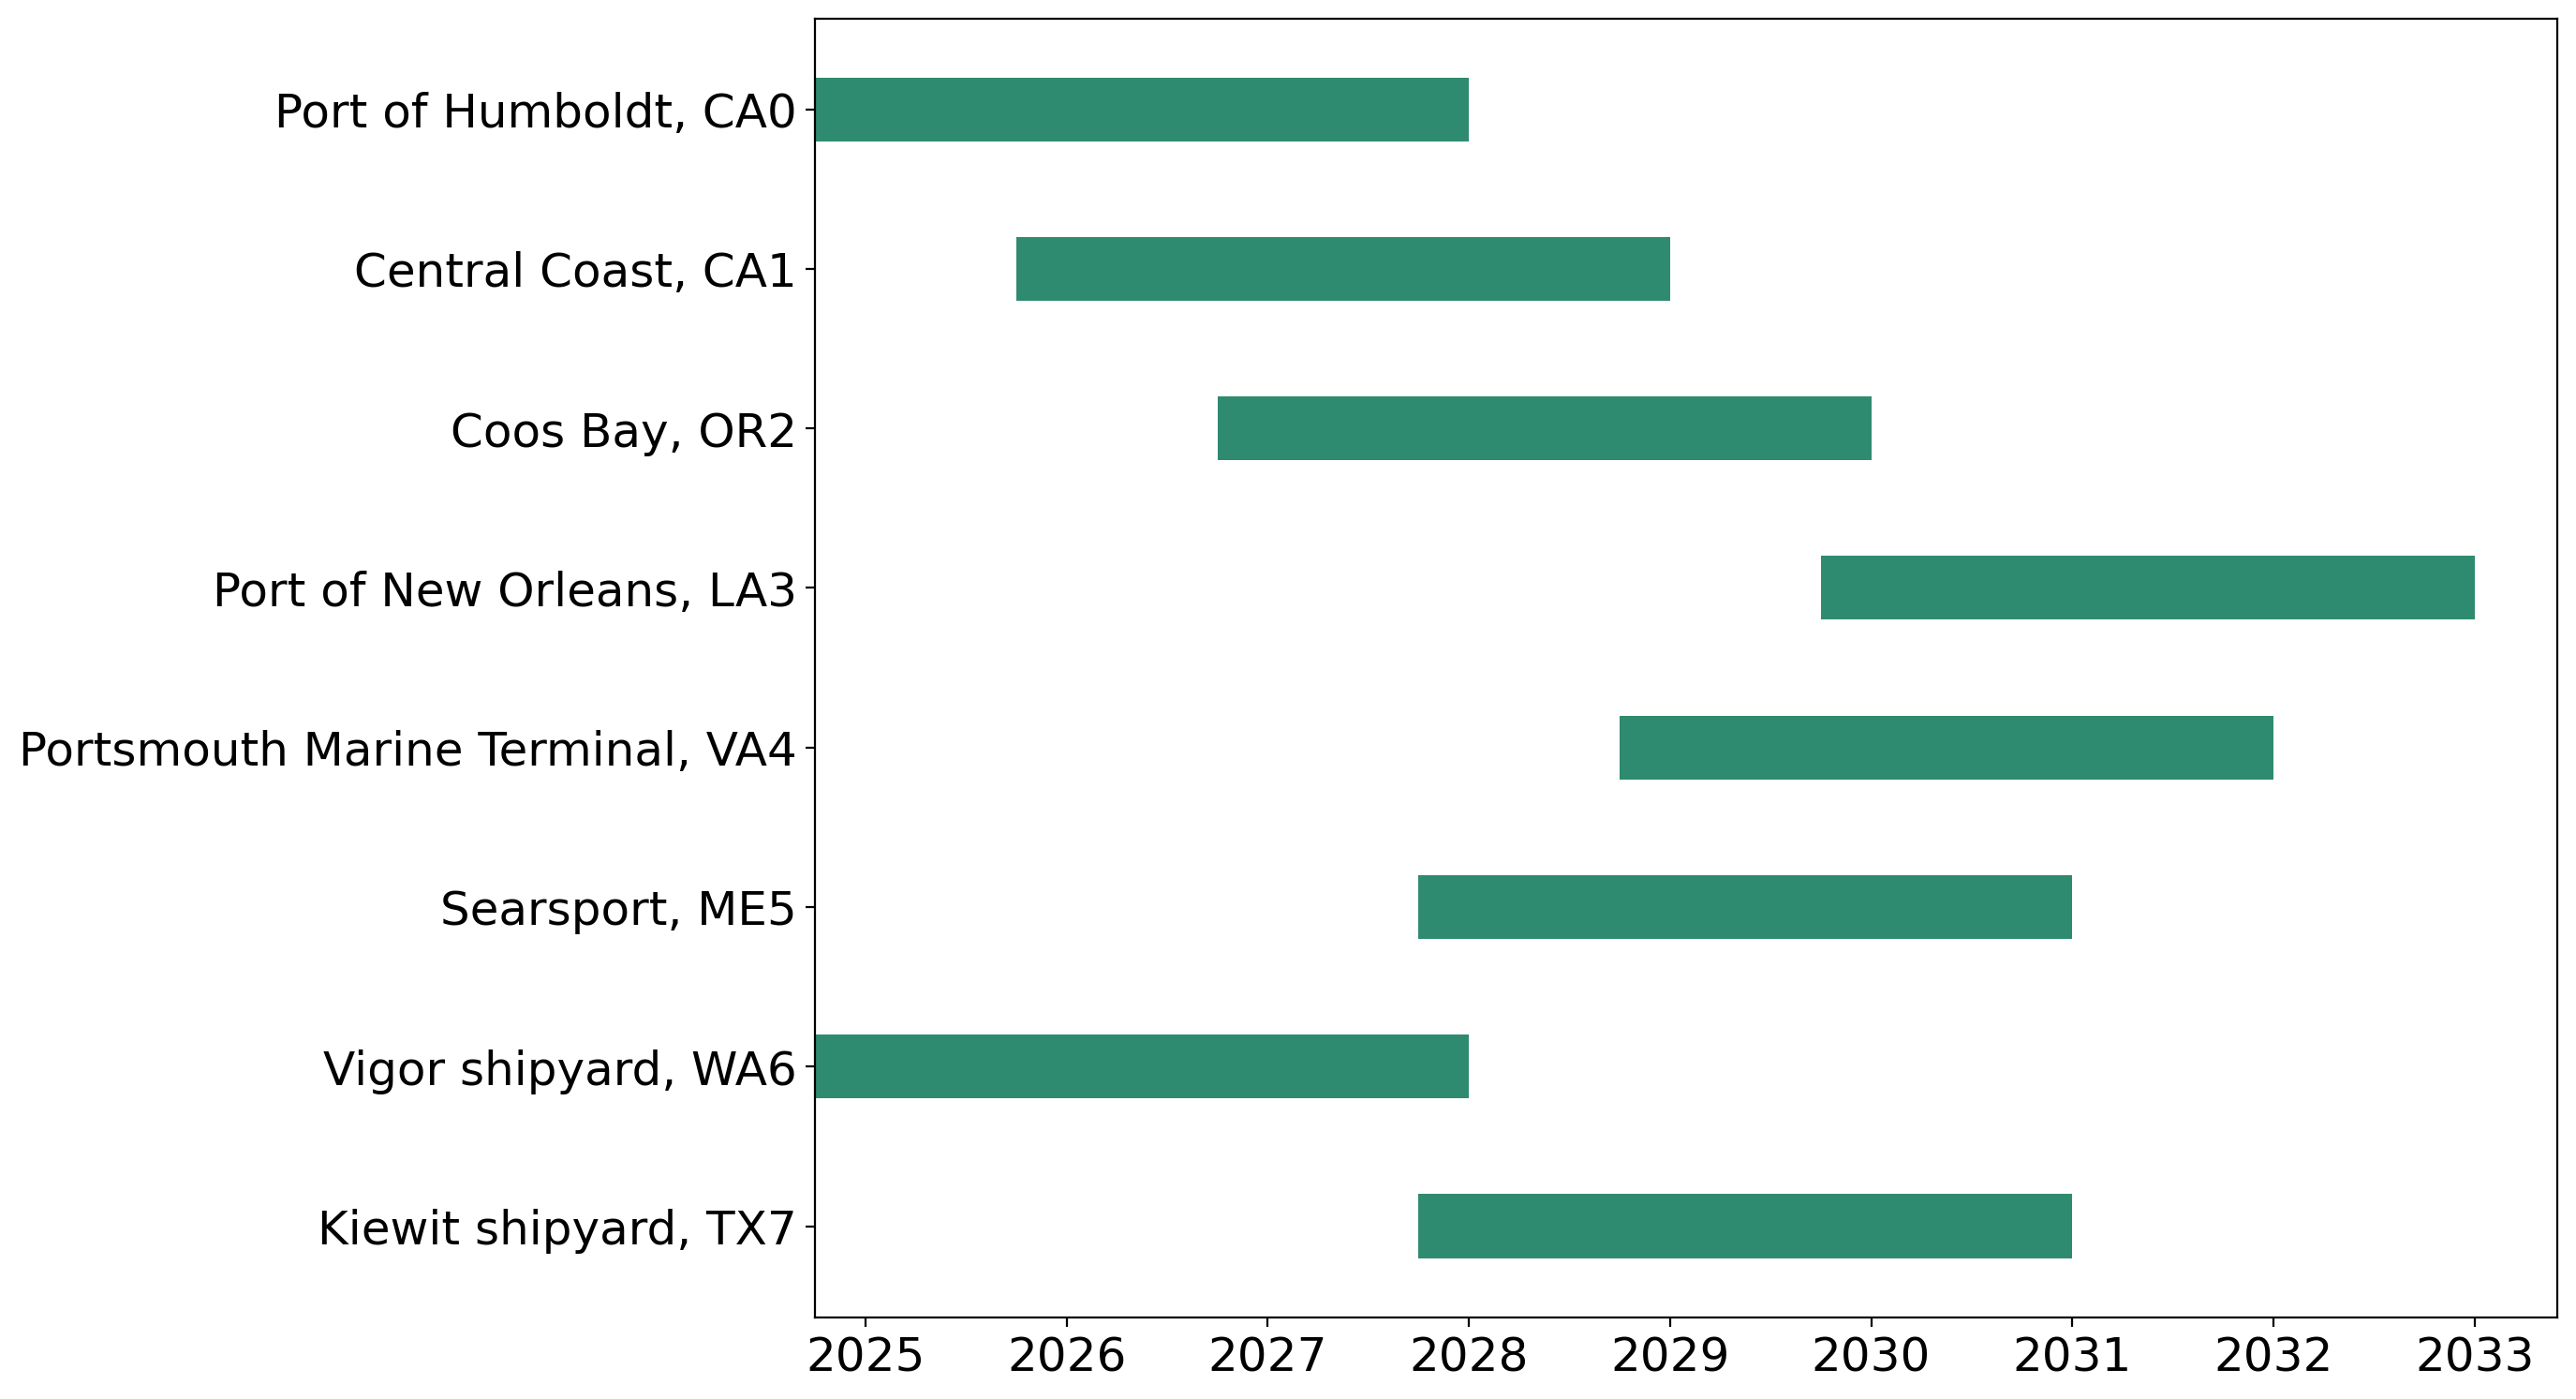 Port of Humboldt, CA0
Central Coast, CA1
Coos Bay, OR2
Port of New Orleans, LA3
Portsmouth Marine Terminal, VA4
Searsport, ME5
Vigor shipyard, WA6
Kiewit shipyard, TX7
2025 2026 2027 2028 2029 2030 2031 2032 2033